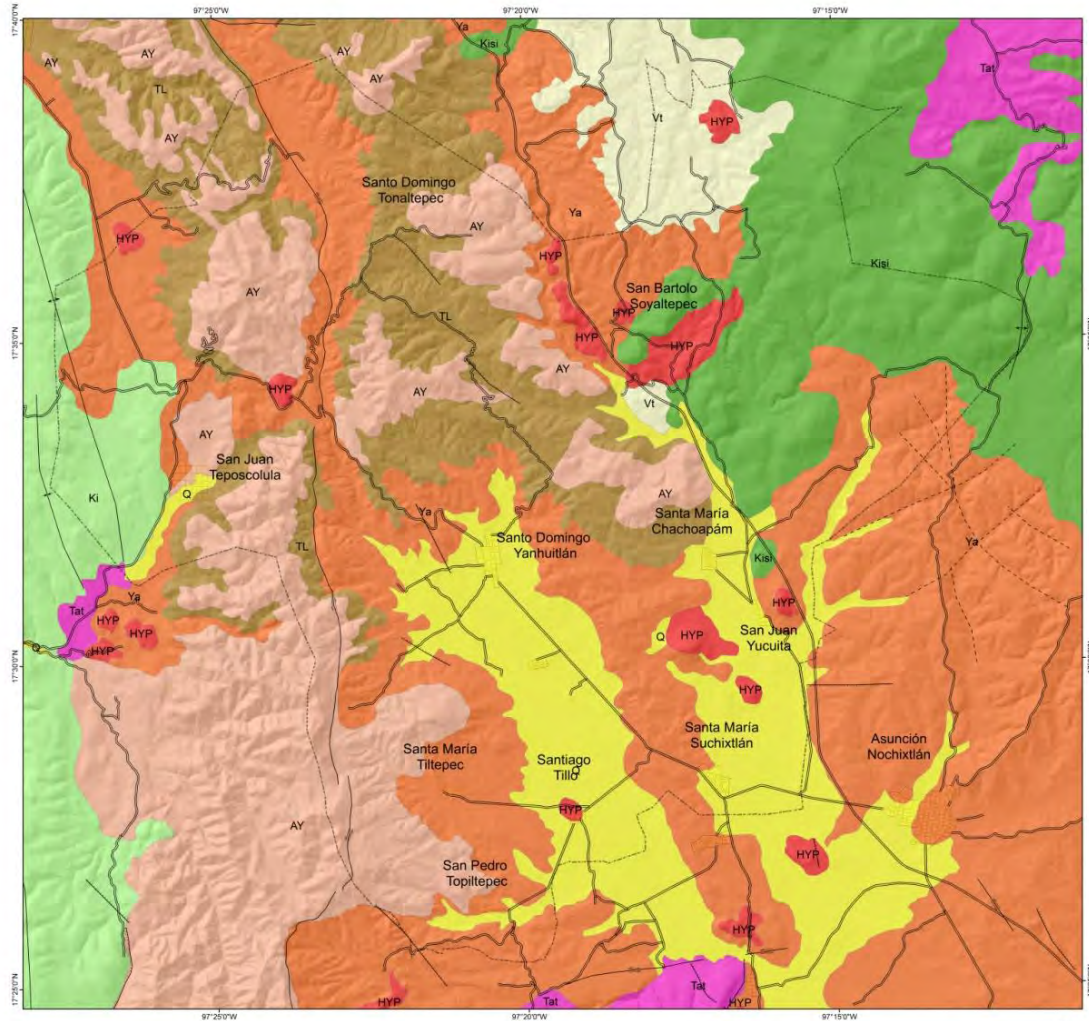 97°25'0"W
97°20'0"W
97°15'0"W
17°40'0"N
Ya
Kisi
AY
AY
AY
AY
TL
Tat
AY
Vt
HYP
Santo Domingo
Tonaltepec
Ya
AY
HYP
HYP
Kisi
AY
San Bartolo
Soyaltepec
HYP
TL
17°35'0"N
HYP
HYP
AY
HYP
AY
Vt
AY
San Juan
Teposcolula
Ki
Q
AY
Ya
Santa María
Chachoapám
Santo Domingo
Yanhuitlán
Ya
TL
Kisi
Tat
Ya
HYP
HYP
HYP
HYP
Q
HYP
San Juan
Yucuita
Q
17°30'0"N
HYP
Santa María
Tiltepec
Santa María
Suchixtlán
Asunción
Nochixtlán
Santiago
Tillo
Q
HYP
AY
HYP
San Pedro
Topiltepec
HYP
17°25'0"N
HYP
Tat
Tat
HYP
97°25'0"W
97°20'0"W
97°15'0"W